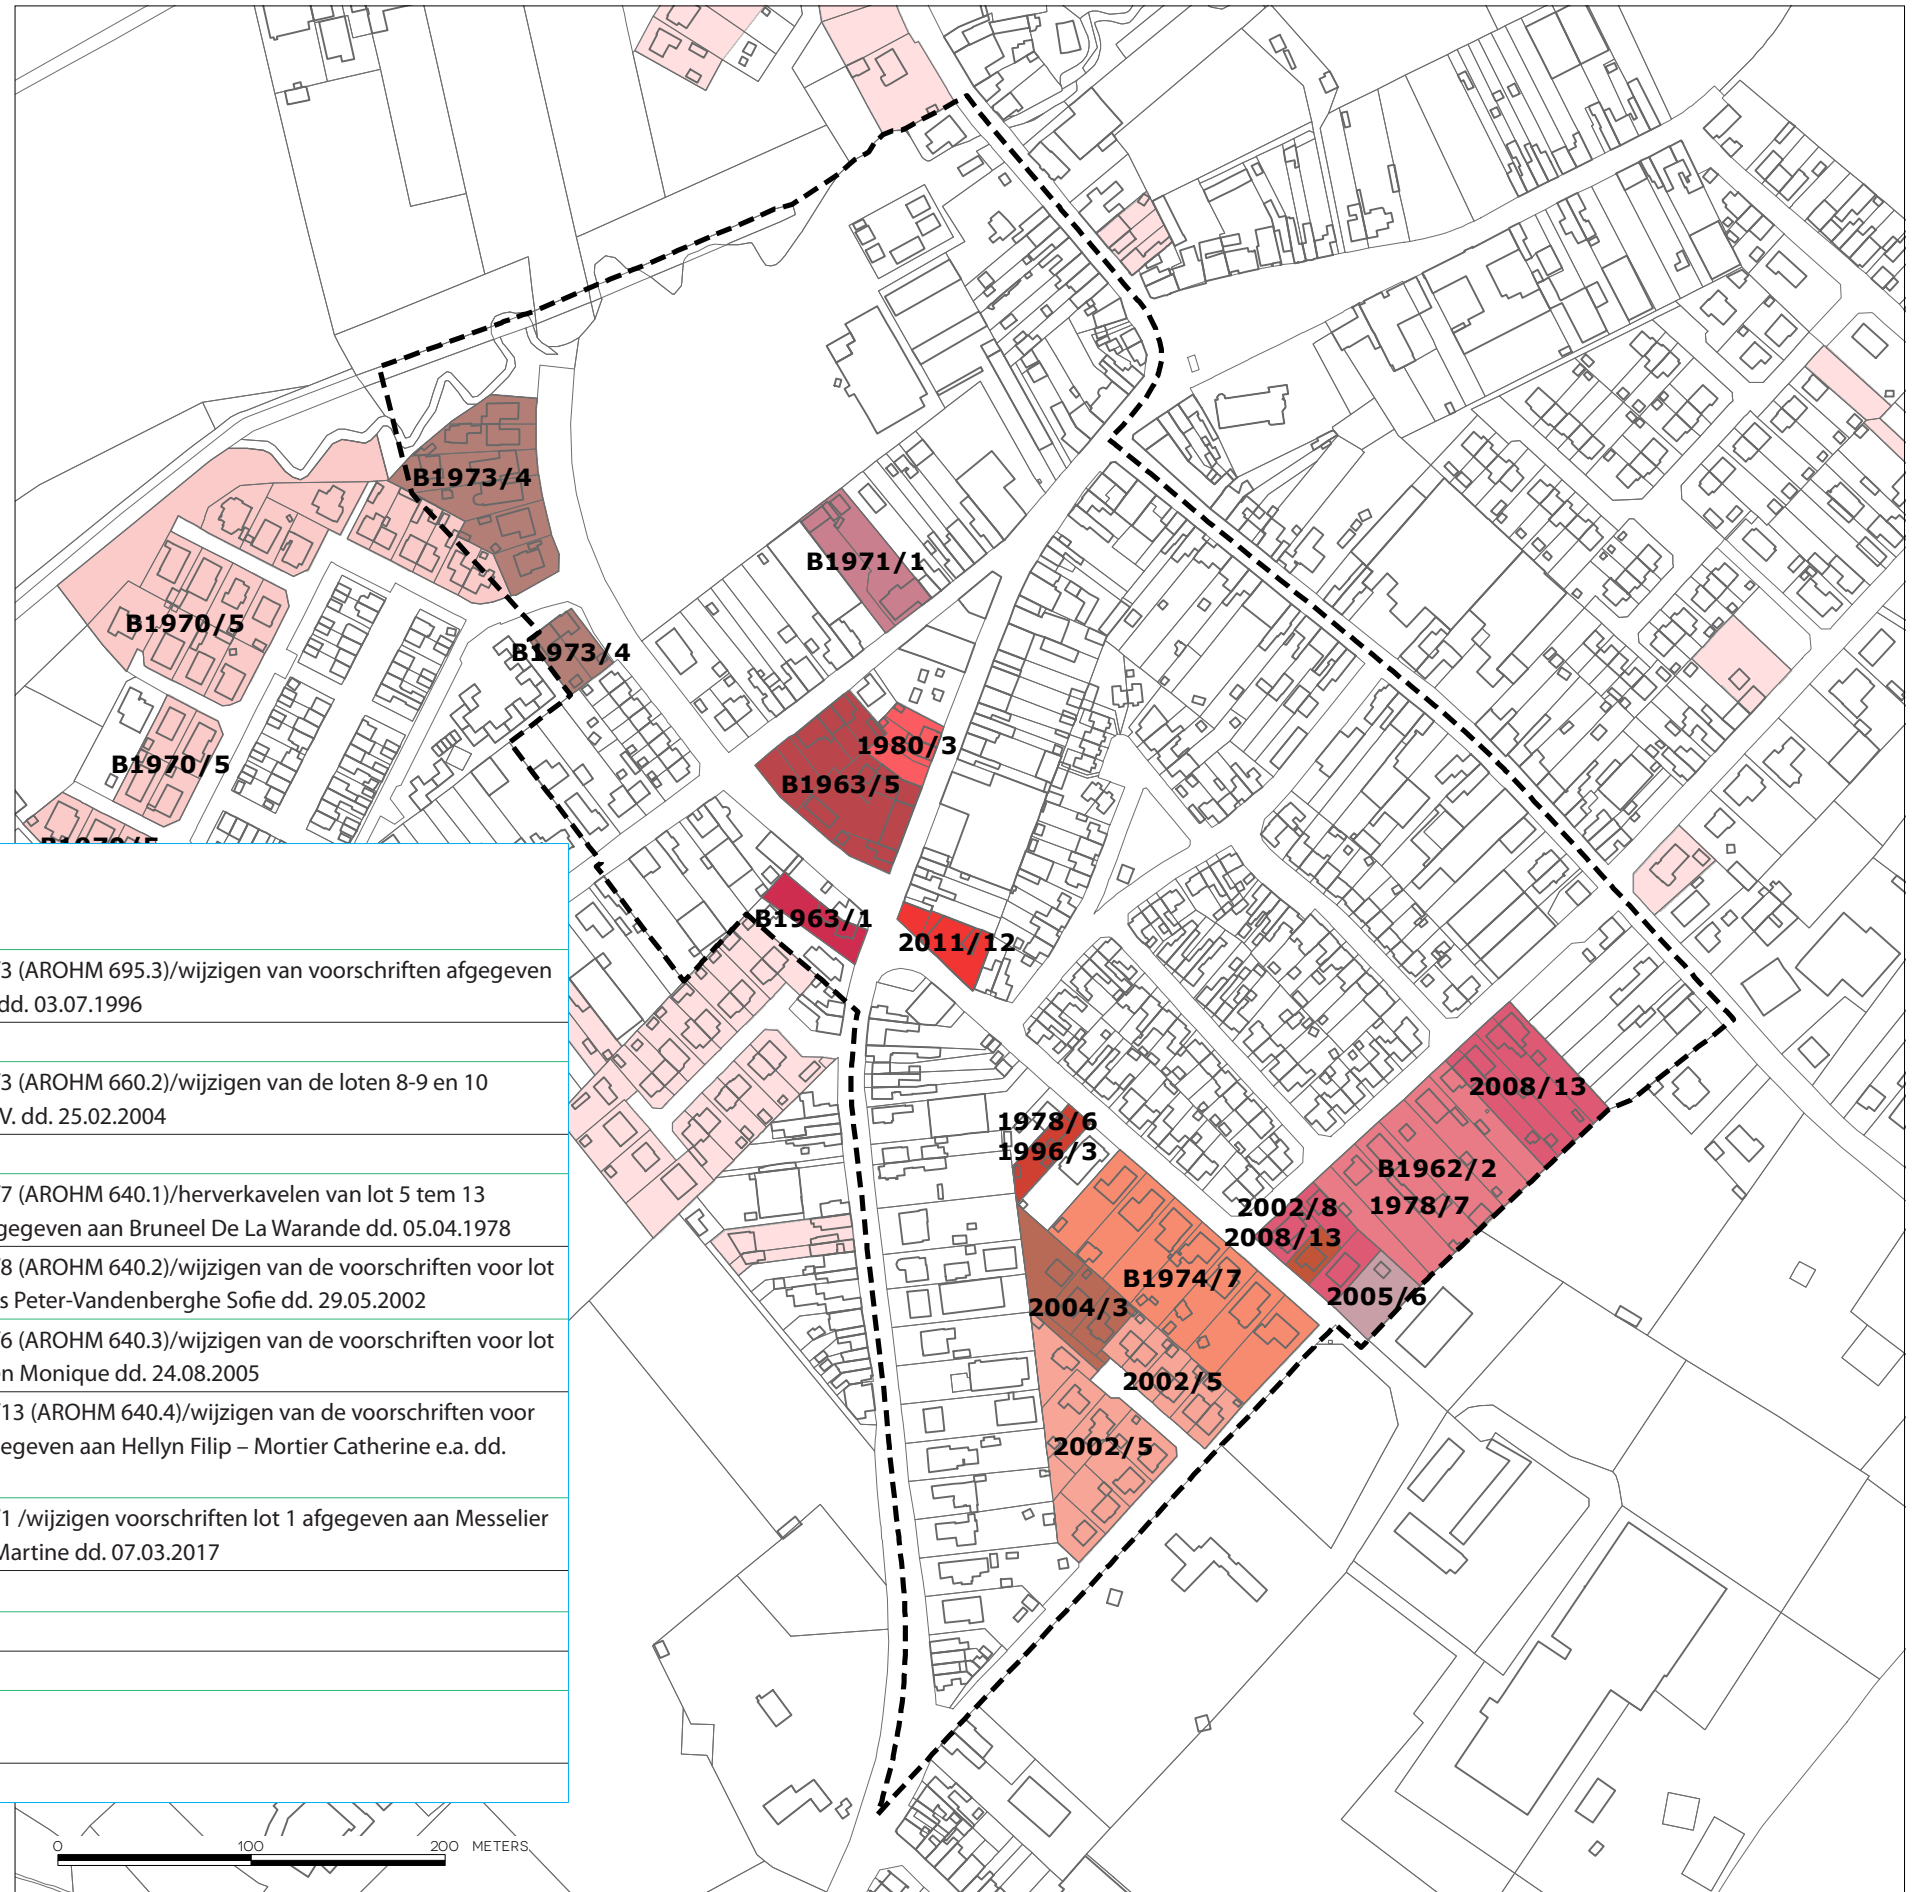 B1973/4
B1971/1
B1970/5
B1973/4
1980/3
B1970/5
B1963/5
B1970/5
B1963/1
2011/12
/3 (AROHM 695.3)/wijzigen van voorschriften afgegeven
dd. 03.07.1996
/3 (AROHM 660.2)/wijzigen van de loten 8-9 en 10
V. dd. 25.02.2004
/7 (AROHM 640.1)/herverkavelen van lot 5 tem 13
gegeven aan Bruneel De La Warande dd. 05.04.1978
/8 (AROHM 640.2)/wijzigen van de voorschriften voor lot
s Peter-Vandenberghe Sofie dd. 29.05.2002
/6 (AROHM 640.3)/wijzigen van de voorschriften voor lot
n Monique dd. 24.08.2005
/13 (AROHM 640.4)/wijzigen van de voorschriften voor
egeven aan Hellyn Filip – Mortier Catherine e.a. dd.
/1 /wijzigen voorschriften lot 1 afgegeven aan Messelier
Martine dd. 07.03.2017
2008/13
1978/6
1996/3
B1962/2
1978/7
2002/8
2008/13
B1974/7
2005/6
2004/3
2002/5
2002/5
0 100 200 METERS